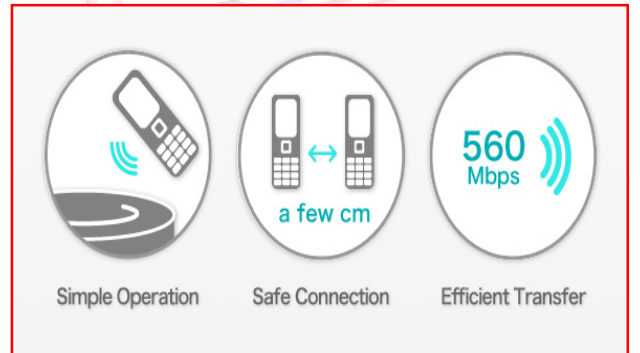 560
Mbps
a few cm
Simple Operation
Safe Connection
Efficient Transfer